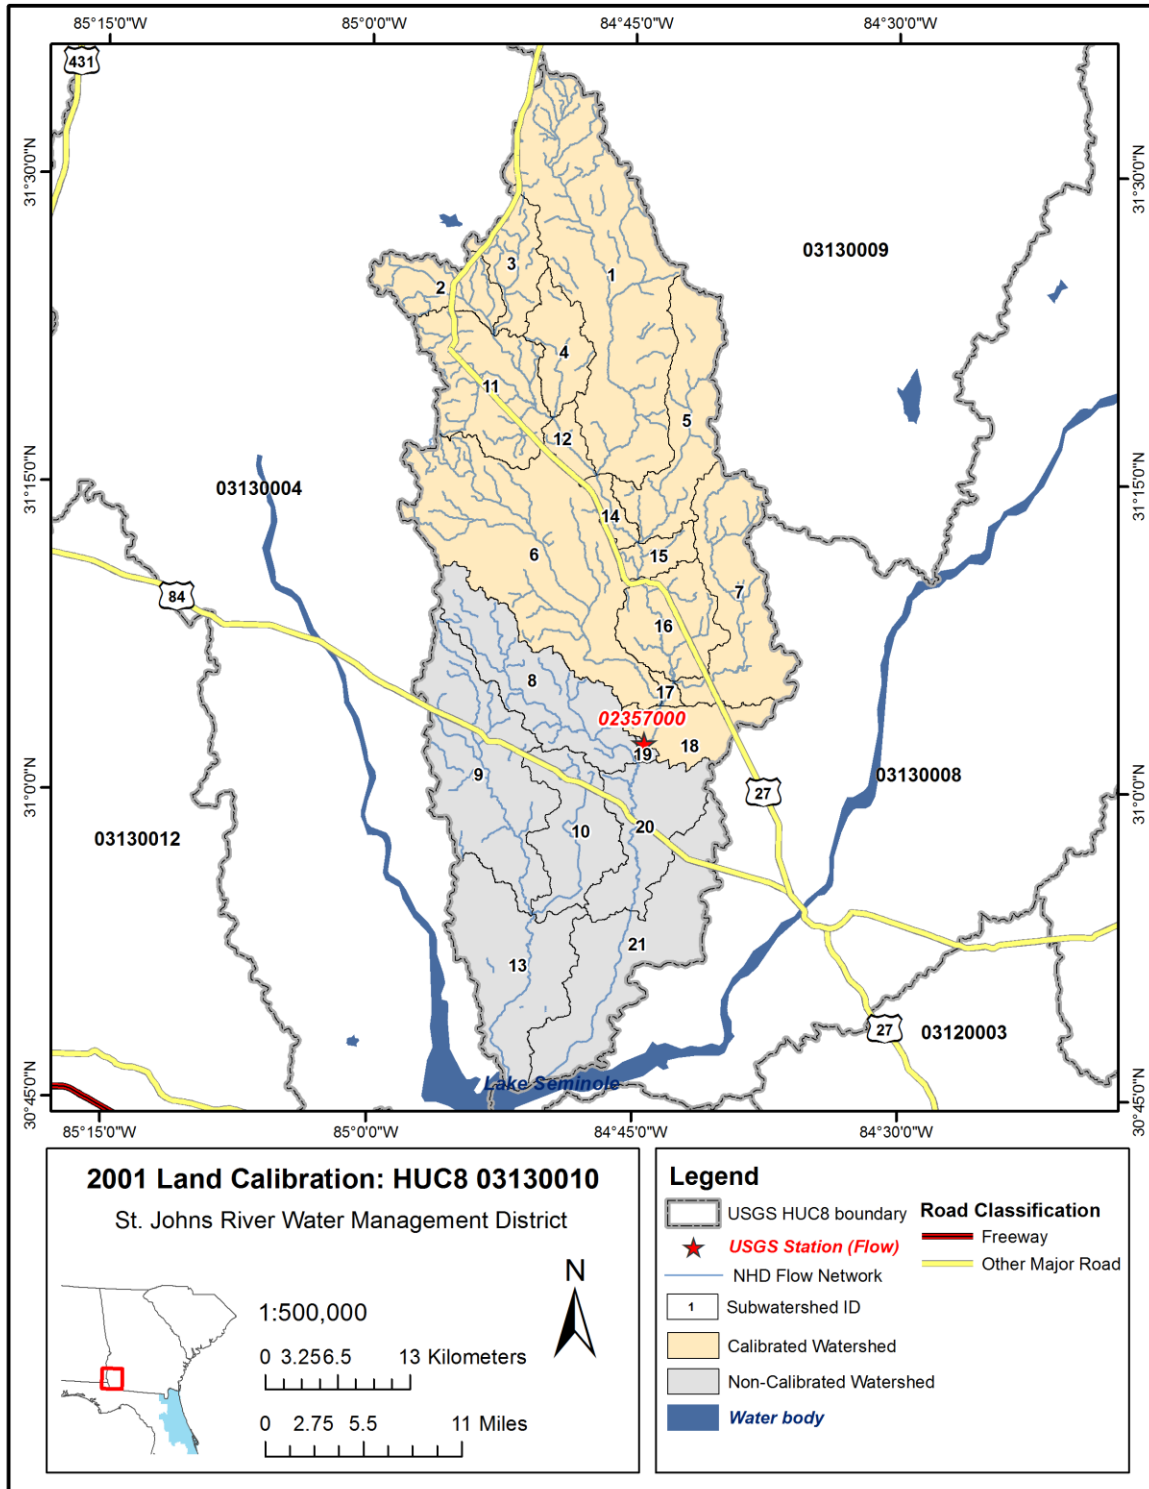 85°15'0"W 85°0'0"W 84°45'0"W 84°30'0"W
431
31°30'0"N
31°30'0"N
03130009
3
1
2
4
11
5
12
31°15'0"N
31°15'0"N
03130004
14
6
15
7
84
16
8
17
02357000
18
19
9
03130008
27
31°0'0"N
31°0'0"N
20
10
03130012
21
13
27
03120003
Lake Seminole
30°45'0"N
30°45'0"N
85°15'0"W 85°0'0"W 84°45'0"W 84°30'0"W
2001 Land Calibration: HUC8 03130010
St. Johns River Water Management District
N
1:500,000
0 3.256.5 13 Kilometers
0 2.75 5.5 11 Miles
Legend
USGS HUC8 boundary
USGS Station (Flow)
NHD Flow Network
1 Subwatershed ID
Calibrated Watershed
Non-Calibrated Watershed
Water body
Road Classification
Freeway
Other Major Road